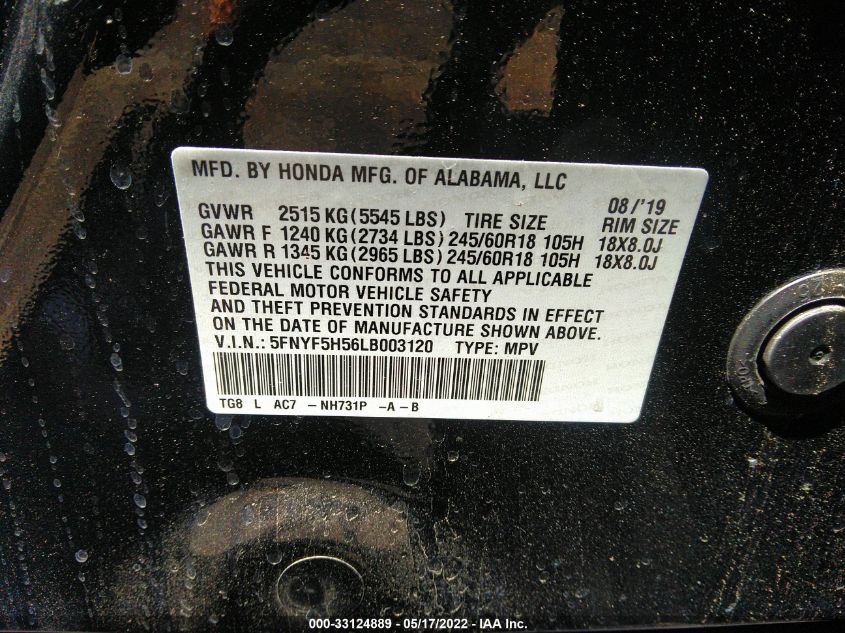 MFD. BY HONDA MFG. OF ALABAMA, LLC 08/'19
GVWR 2515 KG (5545 LBS) TIRE SIZE RIM SIZE
GAWR F 1240 KG (2734 LBS) 245/60R18 105H 18X8.0J
GAWR R 1345 KG (2965 LBS) 245/60R18 105H 18X8.0J
THIS VEHICLE CONFORMS TO ALL APPLICABLE
FEDERAL MOTOR VEHICLE SAFETY
AND THEFT PREVENTION STANDARDS IN EFFECT
ON THE DATE OF MANUFACTURE SHOWN ABOVE.
V.I.N.: 5FNYF5H56LB003120 TYPE: MPV
TG8 L AC7 -NH731P -A-B
000-33124889 - 05/17/2022 - IAA Inc.